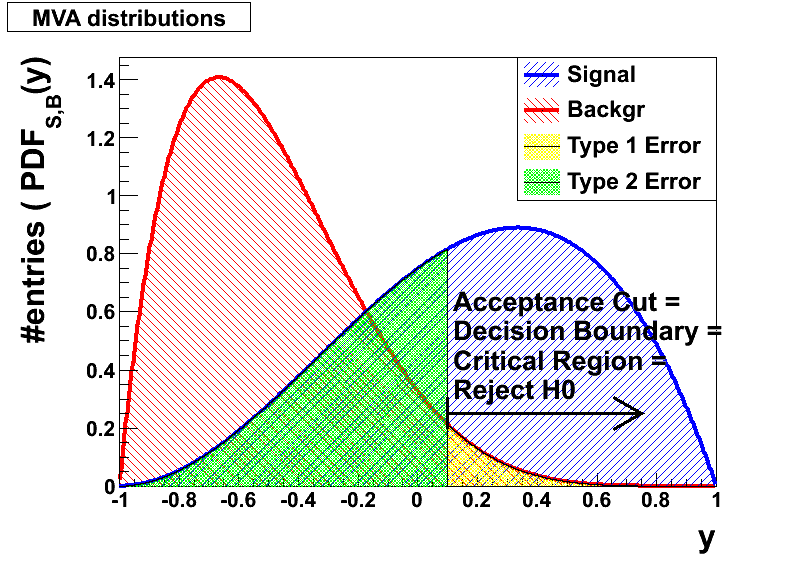 MVA distributions
#entries ( PDF S,B (y)
1.4
1.2
1
0.8
0.6
0.4
0.2
0
Signal
Backgr
Type 1 Error
Type 2 Error
Acceptance Cut =
Decision Boundary =
Critical Region =
Reject H0
-1 -0.8 -0.6 -0.4 -0.2 0 0.2 0.4 0.6 0.8 1
y